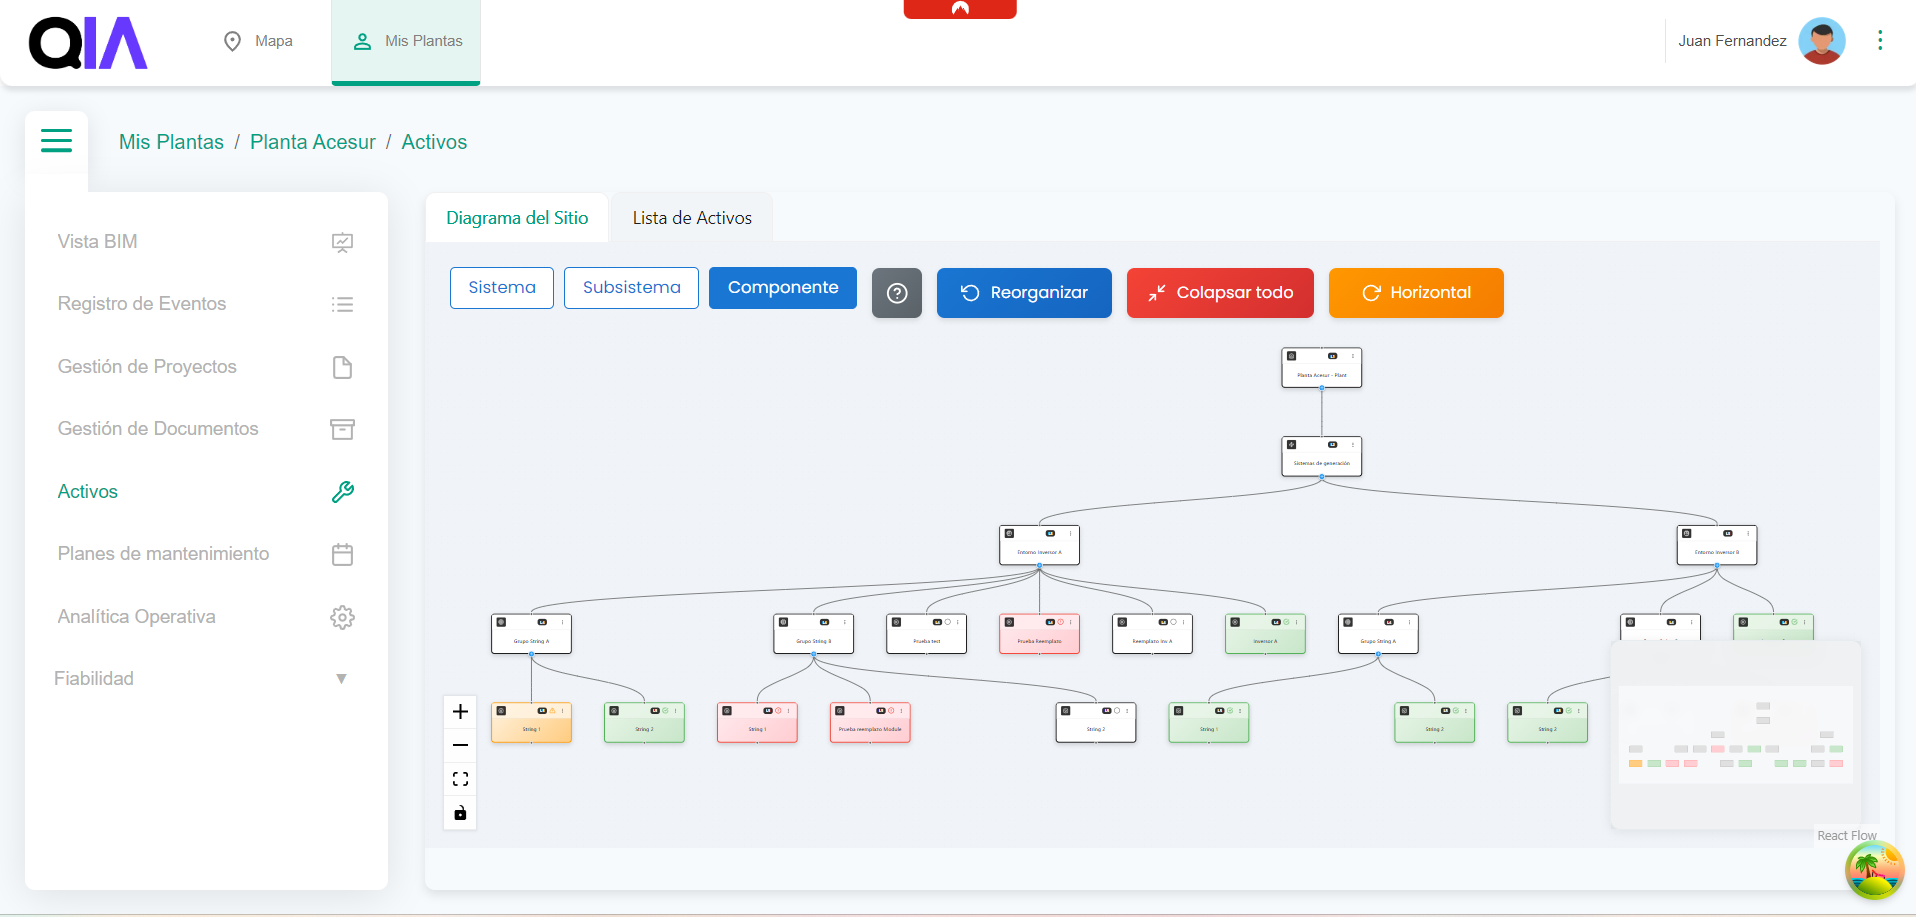 QIA
Mapa
Mis Plantas
Juan Fernandez
Mis Plantas / Planta Acesur / Activos
Vista BIM
Registro de Eventos
Gestión de Proyectos
Gestión de Documentos
Activos
Planes de mantenimiento
Analítica Operativa
Fiabilidad
Diagrama del Sitio
Lista de Activos
Sistema
Subsistema
Componente
Reorganizar
Colapsar todo
Horizontal
Planta Acesur - Plant
Sistemas de generación
Entorno Inversor A
Entorno Inversor B
Grupo String A
Grupo String B
Prueba test
Prueba Reemplazo
Reemplazo Inv A
Inversor A
Grupo String A
String 1
String 2
String 1
Prueba reemplazo Module
String 2
String 1
String 2
String 2
React Flow